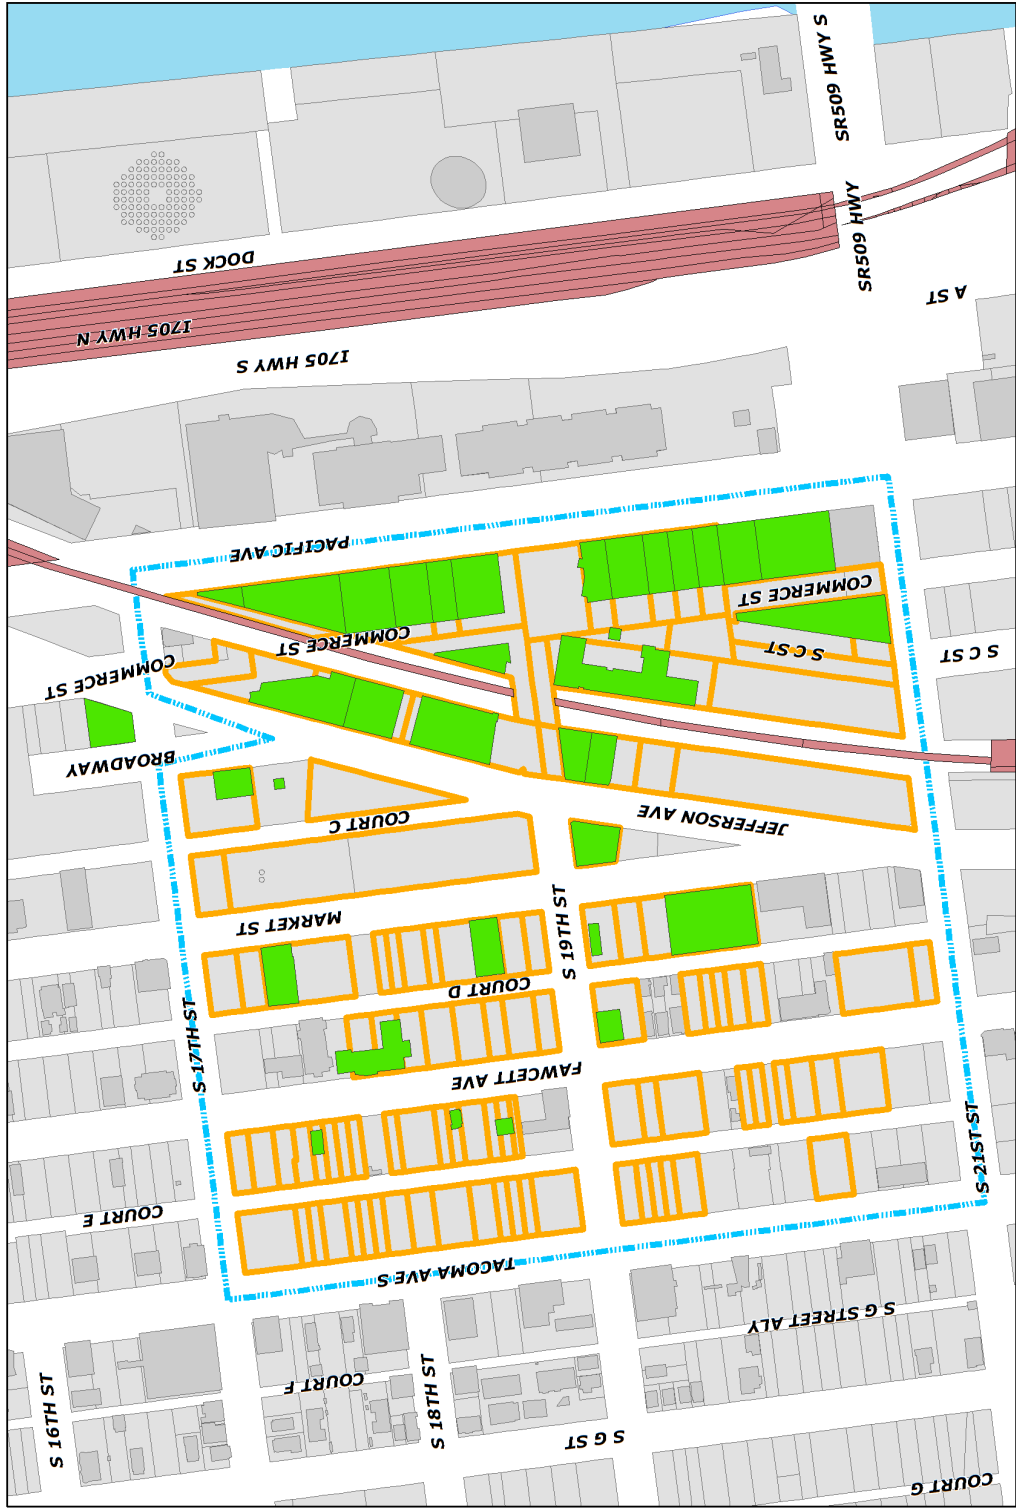 SR509 HWY S
SR509 HWY
DOCK ST
A ST
I705 HWY N
I705 HWY S
PACIFIC AVE
COMMERCE ST
COMMERCE ST
COMMERCE ST
S C ST
S C ST
BROADWAY
COURT C
JEFFERSON AVE
MARKET ST
S 19TH ST
COURT D
S 17TH ST
FAWCETT AVE
S 21ST ST
COURT E
TACOMA AVE S
S G STREET ALY
COURT F
S 16TH ST
S 18TH ST
S G ST
COURT G